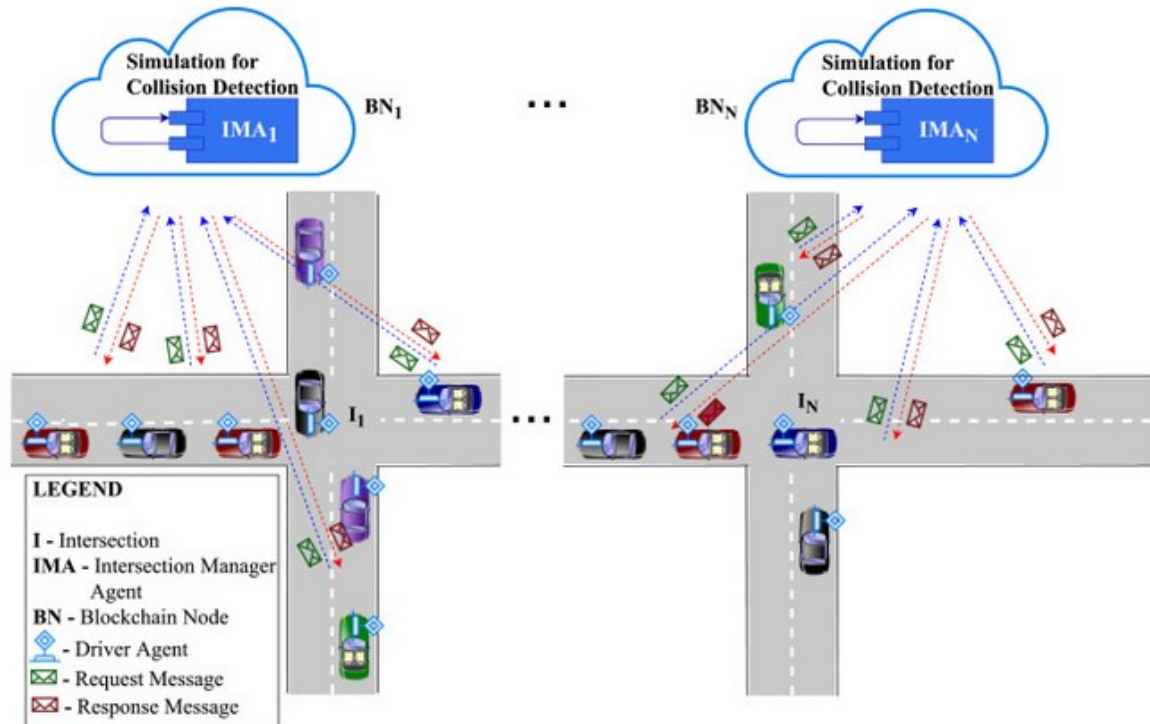 Simulation for
Collision Detection
IMA1
BN1
...
BNN
Simulation for
Collision Detection
IMAN
I1
...
IN
LEGEND
I - Intersection
IMA - Intersection Manager
Agent
BN - Blockchain Node
- Driver Agent
- Request Message
- Response Message